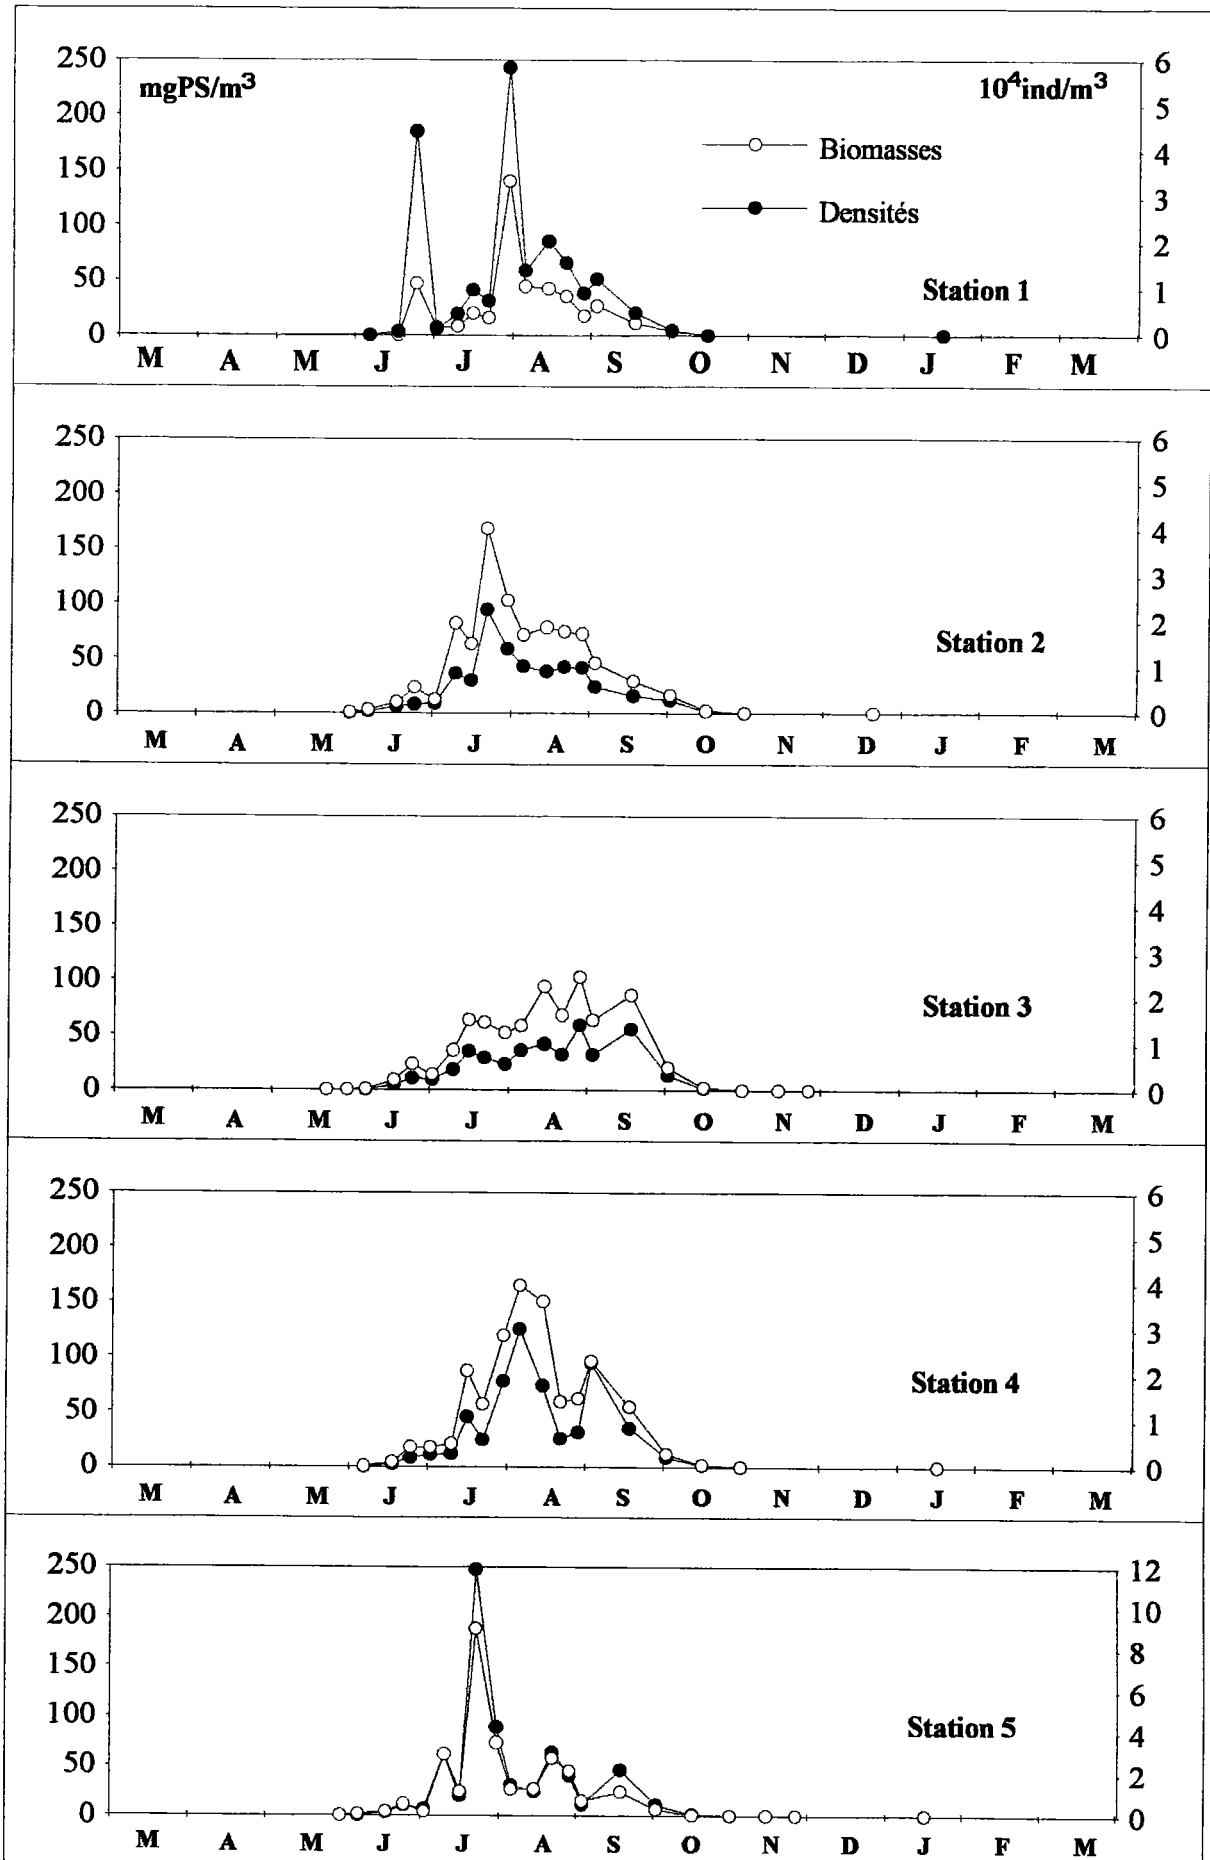 250 6
mgPS/m³ 10⁴ind/m³
200 5
150 Biomasses 4
3
100 Densités
2
50 Station 1 1
0 0
M A M J J A S O N D J F M
250 6
200 5
150 4
3
100 2
50 Station 2 1
0 0
M A M J J A S O N D J F M
250 6
200 5
150 4
3
100 2
50 Station 3 1
0 0
M A M J J A S O N D J F M
250 6
200 5
150 4
3
100 2
50 Station 4 1
0 0
M A M J J A S O N D J F M
250 12
200 10
150 8
6
100 Station 5 4
50 2
0 0
M A M J J A S O N D J F M